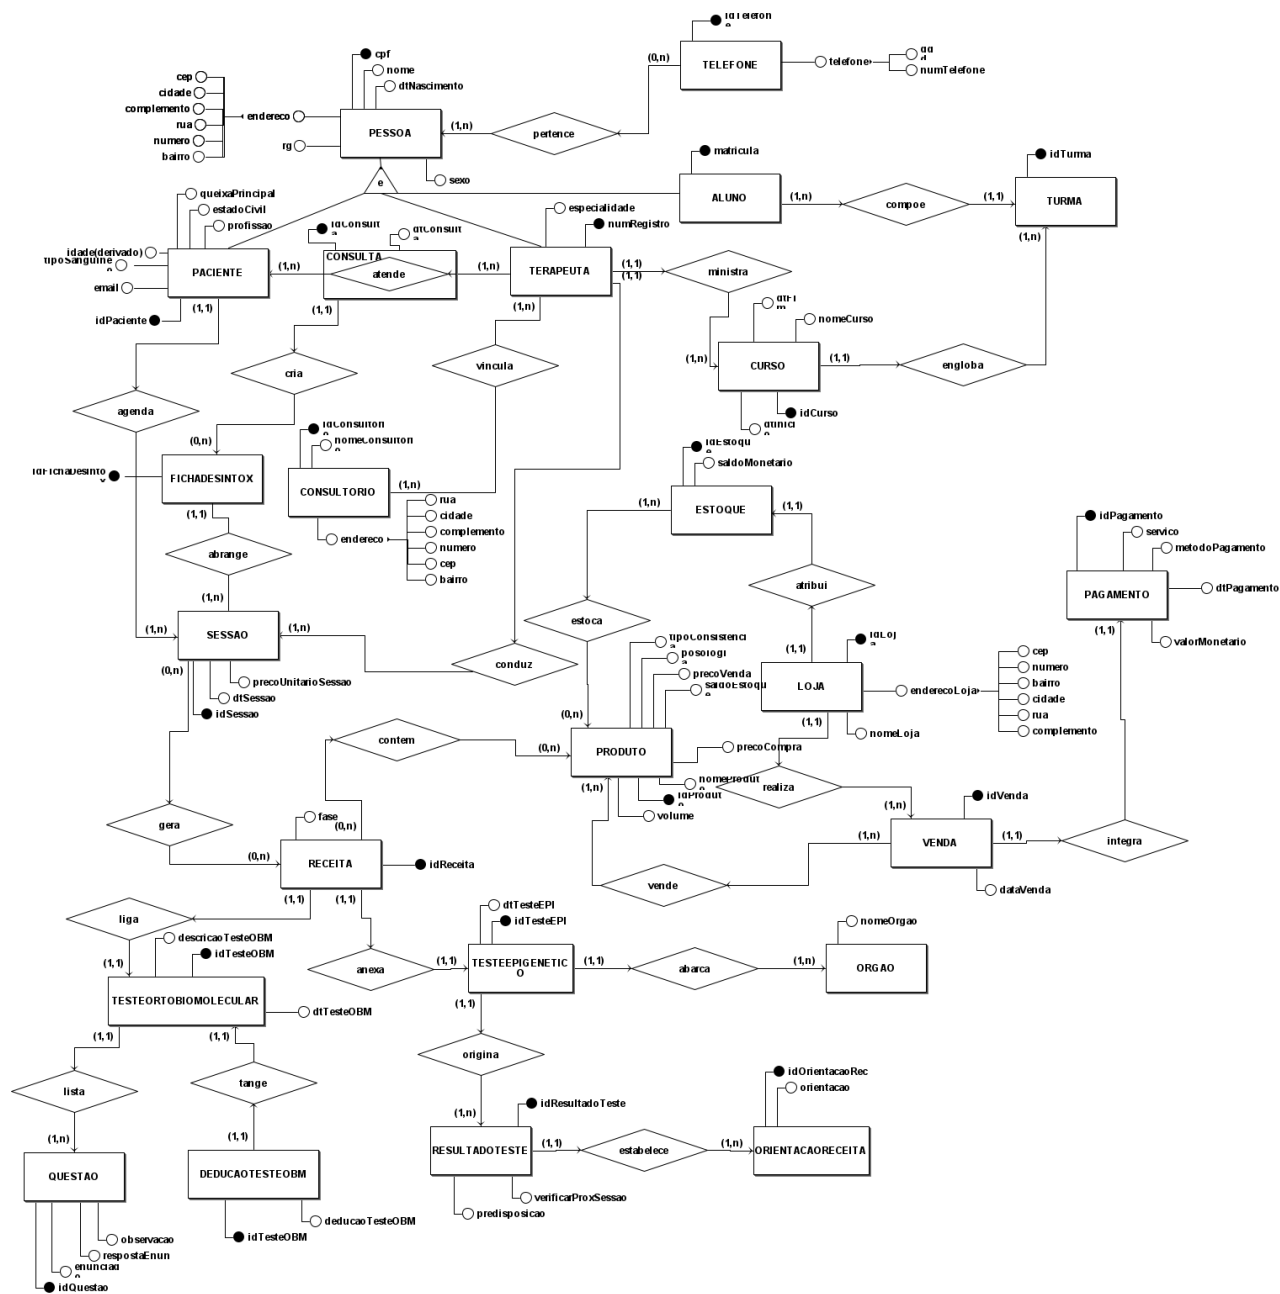 (0,n)
TELEFONE
telefone
numTelefone
cpf
nome
dtNascimento
cep
cidade
complemento
rua
numero
bairro
endereco
rg
PESSOA
sexo
(1,n)
pertence
e
matricula
ALUNO
(1,n)
compoe
(1,1)
idTurma
TURMA
(1,n)
queixaPrincipal
estadoCivil
profissao
idade(derivado)
email
idPaciente
PACIENTE
(1,1)
(1,n)
CONSULTA
atende
(1,n)
(1,1)
especialidade
numRegistro
TERAPEUTA
(1,1)
(1,1)
(1,n)
ministra
(1,n)
nomeCurso
CURSO
idCurso
(1,1)
engloba
agenda
cria
vincula
(0,n)
FICHADESINTOX
(1,1)
CONSULTORIO
(1,n)
endereco
rua
cidade
complemento
numero
cep
bairro
saldoMonetario
ESTOQUE
(1,n)
(1,1)
atribui
estoca
abrange
(1,n)
(1,n)
SESSAO
(1,n)
(0,n)
precoUnitarioSessao
dtSessao
idSessao
conduz
precoVenda
PRODUTO
(0,n)
(0,n)
(1,n)
precoCompra
volume
(1,1)
LOJA
(1,1)
nomeLoja
enderecoLoja
cep
numero
bairro
cidade
rua
complemento
idPagamento
servico
metodoPagamento
dtPagamento
valorMonetario
PAGAMENTO
(1,1)
contem
realiza
(1,n)
idVenda
VENDA
(1,n)
(1,1)
dataVenda
integra
vende
gera
(0,n)
fase
(0,n)
RECEITA
idReceita
(1,1)
(1,1)
liga
(1,1)
descricaoTesteOBM
idTesteOBM
TESTEORTOBIOMOLECULAR
dtTesteOBM
(1,1)
(1,1)
anexa
(1,1)
dtTesteEPI
idTesteEPI
TESTEEPIGENETIC
O
(1,1)
(1,1)
abarca
(1,n)
nomeOrgao
ORGAO
lista
tange
origina
(1,n)
(1,1)
QUESTAO
observacao
respostaEnun
idQuestao
DEDUCAOTESTEOBM
deducaoTesteOBM
idTesteOBM
(1,n)
idResultadoTeste
RESULTADOTESTE
(1,1)
verificarProxSessao
predisposicao
estabelece
(1,n)
idOrientacaoRec
orientacao
ORIENTACAORECEITA